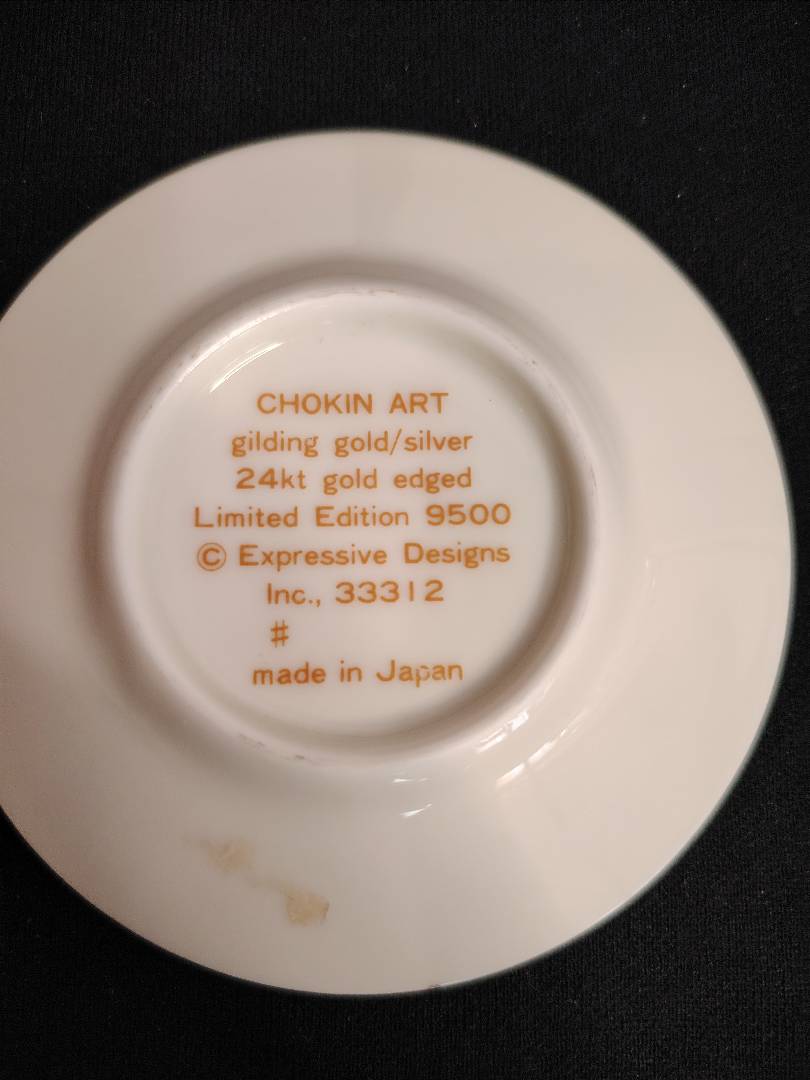 CHOKIN ART
gilding gold/silver
24kt gold edged
Limited Edition 9500
© Expressive Designs
Inc., 33312
#
made in Japan